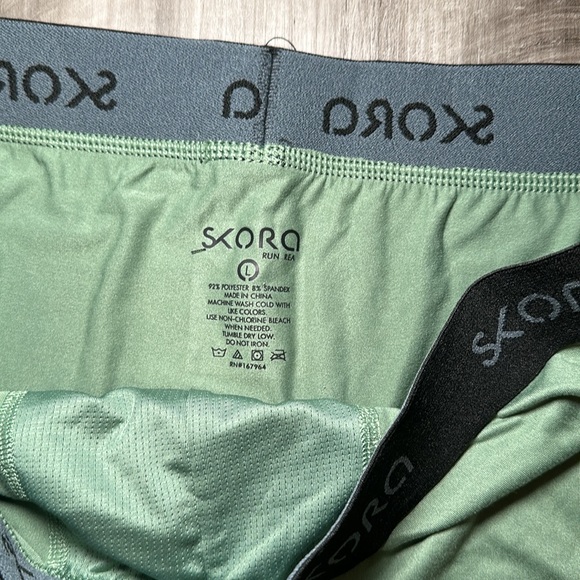 SKORA
SKORA
SKORA
RUN REA
L
92% POLYESTER 8% SPANDEX
MADE IN CHINA
MACHINE WASH COLD WITH
LIKE COLORS.
USE NON-CHLORINE BLEACH
WHEN NEEDED.
TUMBLE DRY LOW.
DO NOT IRON.
RN#167964
SKORA
SKORA